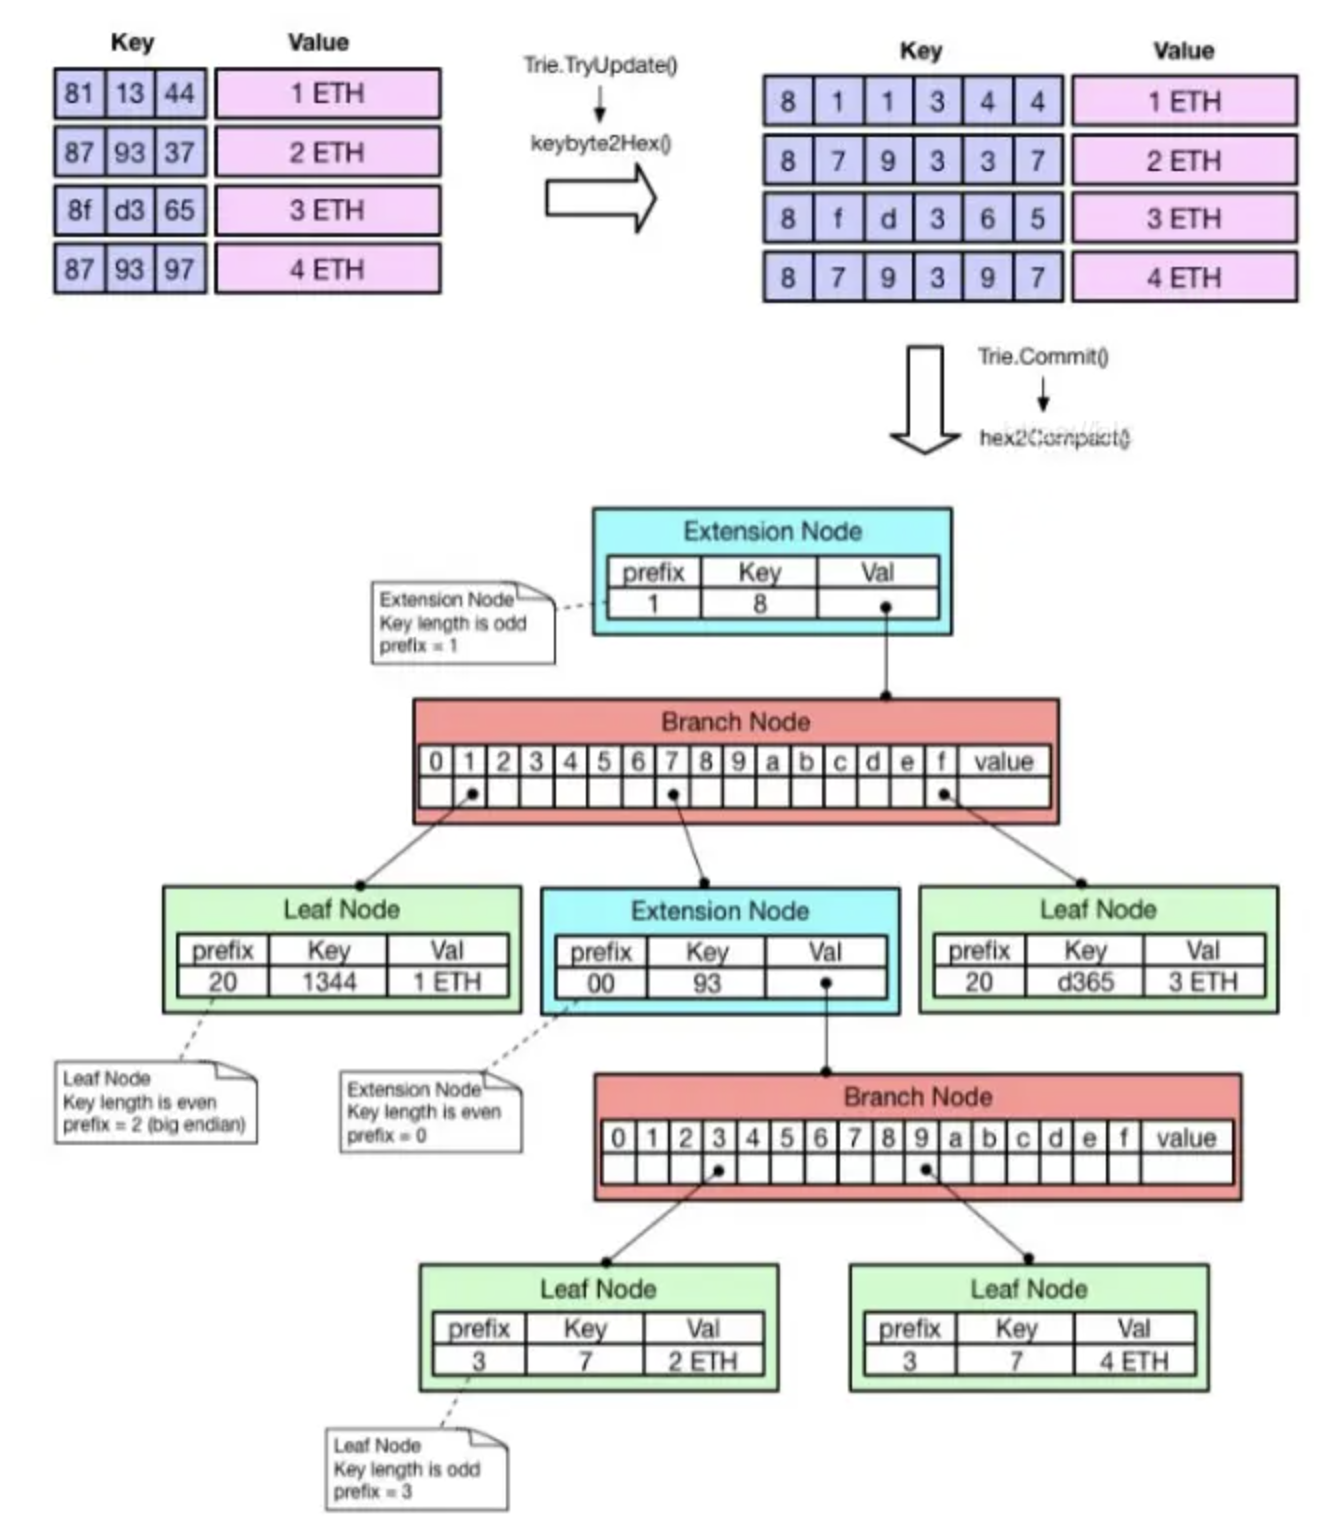 Key Value
81 13 44 1 ETH
87 93 37 2 ETH
8f d3 65 3 ETH
87 93 97 4 ETH
Trie.TryUpdate()
keybyte2Hex()
Key Value
8 1 1 3 4 4 1 ETH
8 7 9 3 3 7 2 ETH
8 f d 3 6 5 3 ETH
8 7 9 3 9 7 4 ETH
Trie.Commit()
hex2Compact()
Extension Node
prefix Key Val
1 8
Extension Node
Key length is odd
prefix = 1
Branch Node
0 1 2 3 4 5 6 7 8 9 a b c d e f value
Leaf Node
prefix Key Val
20 1344 1 ETH
Extension Node
prefix Key Val
00 93
Leaf Node
prefix Key Val
20 d365 3 ETH
Leaf Node
Key length is even
prefix = 2 (big endian)
Extension Node
Key length is even
prefix = 0
Branch Node
0 1 2 3 4 5 6 7 8 9 a b c d e f value
Leaf Node
prefix Key Val
3 7 2 ETH
Leaf Node
prefix Key Val
3 7 4 ETH
Leaf Node
Key length is odd
prefix = 3